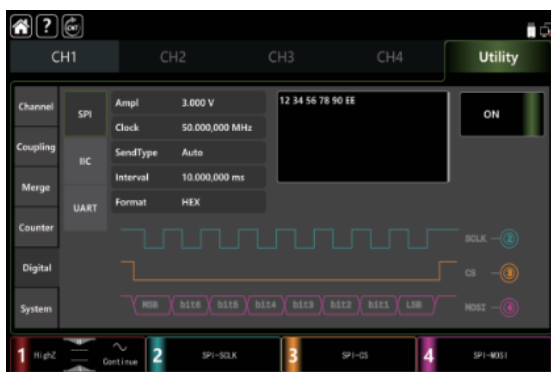 ? CNT
CH1 CH2 CH3 CH4 Utility
Channel
Coupling
Merge
Counter
Digital
System
SPI
IIC
UART
Ampl 3.000 V
Clock 50.000,000 MHz
SendType Auto
Interval 10.000,000 ms
Format HEX
12 34 56 78 90 EE
ON
SCLK 2
CS 3
MSB bit6 bit5 bit4 bit3 bit2 bit1 LSB
MOSI 4
1 HighZ Continue
2 SPI-SCLK
3 SPI-CS
4 SPI-MOSI